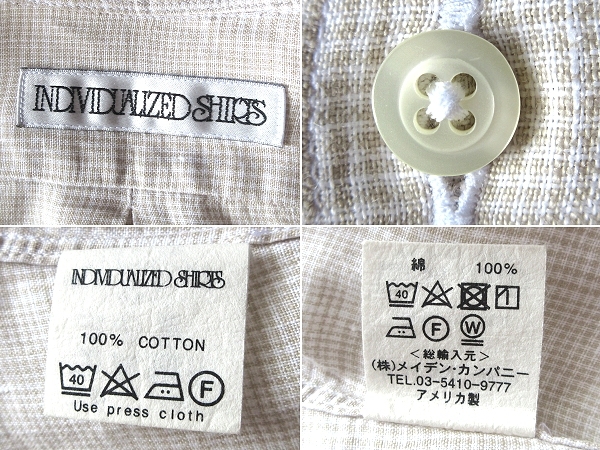 INDIVIDUALIZED SHIRTS
INDIVIDUALIZED SHIRTS
100% COTTON
40 F
Use press cloth
綿 100%
40
F W
<総輸入元>
(株)メイデン・カンパニー
TEL.03-5410-9777
アメリカ製